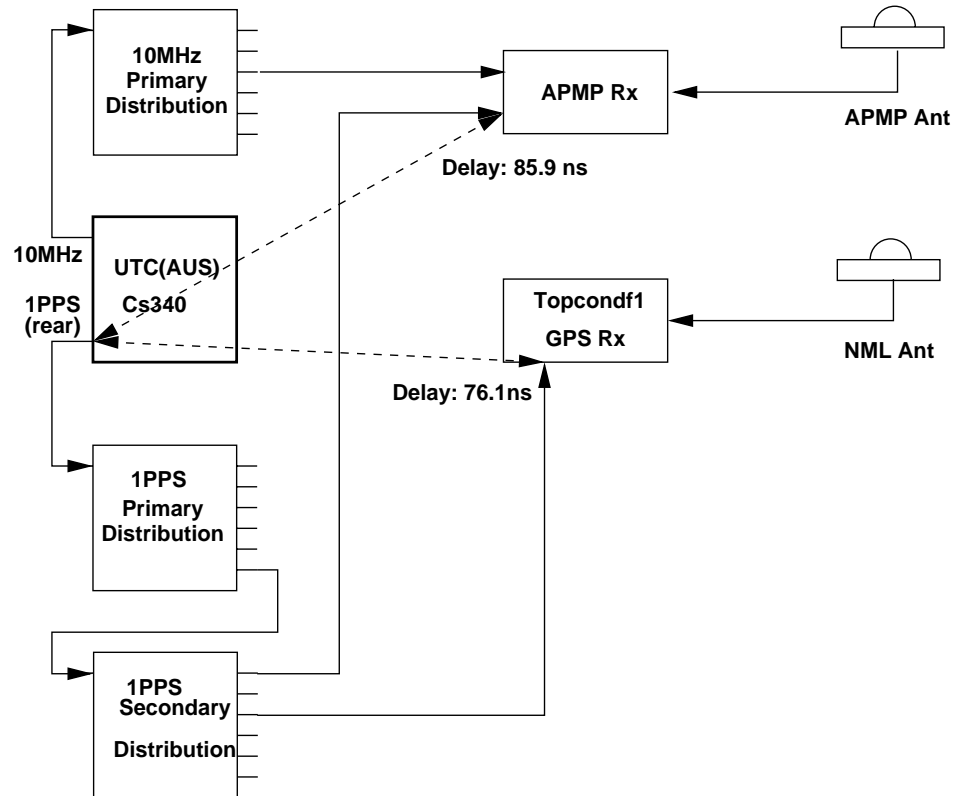 10MHz
Primary
Distribution
APMP Rx
APMP Ant
Delay: 85.9 ns
10MHz
UTC(AUS)
Cs340
1PPS
(rear)
Topcondf1
GPS Rx
NML Ant
Delay: 76.1ns
1PPS
Primary
Distribution
1PPS
Secondary
Distribution